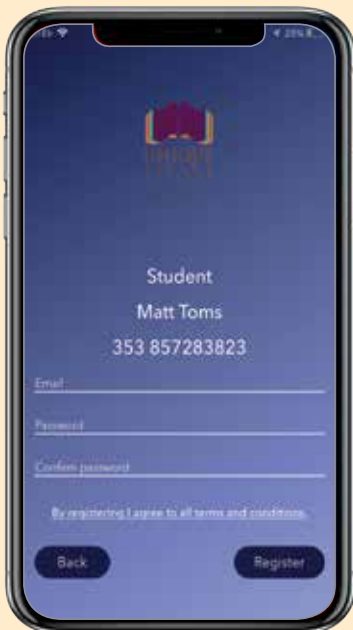 Student
Matt Toms
353 857283823
Email
Password
Confirm password
By registering I agree to all terms and conditions.
Back
Register